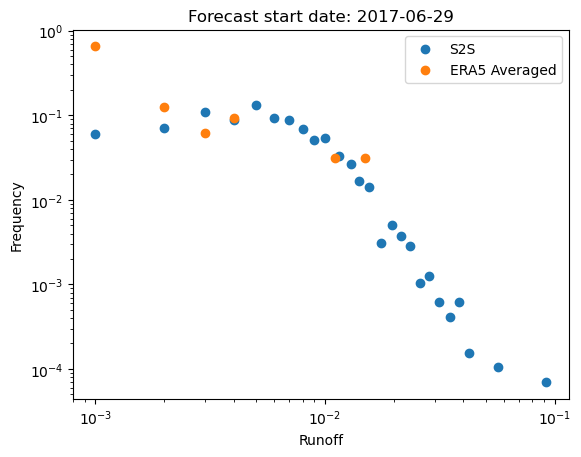 Forecast start date: 2017-06-29
S2S
ERA5 Averaged
Frequency
10⁰
10⁻¹
10⁻²
10⁻³
10⁻⁴
10⁻³
10⁻²
10⁻¹
Runoff